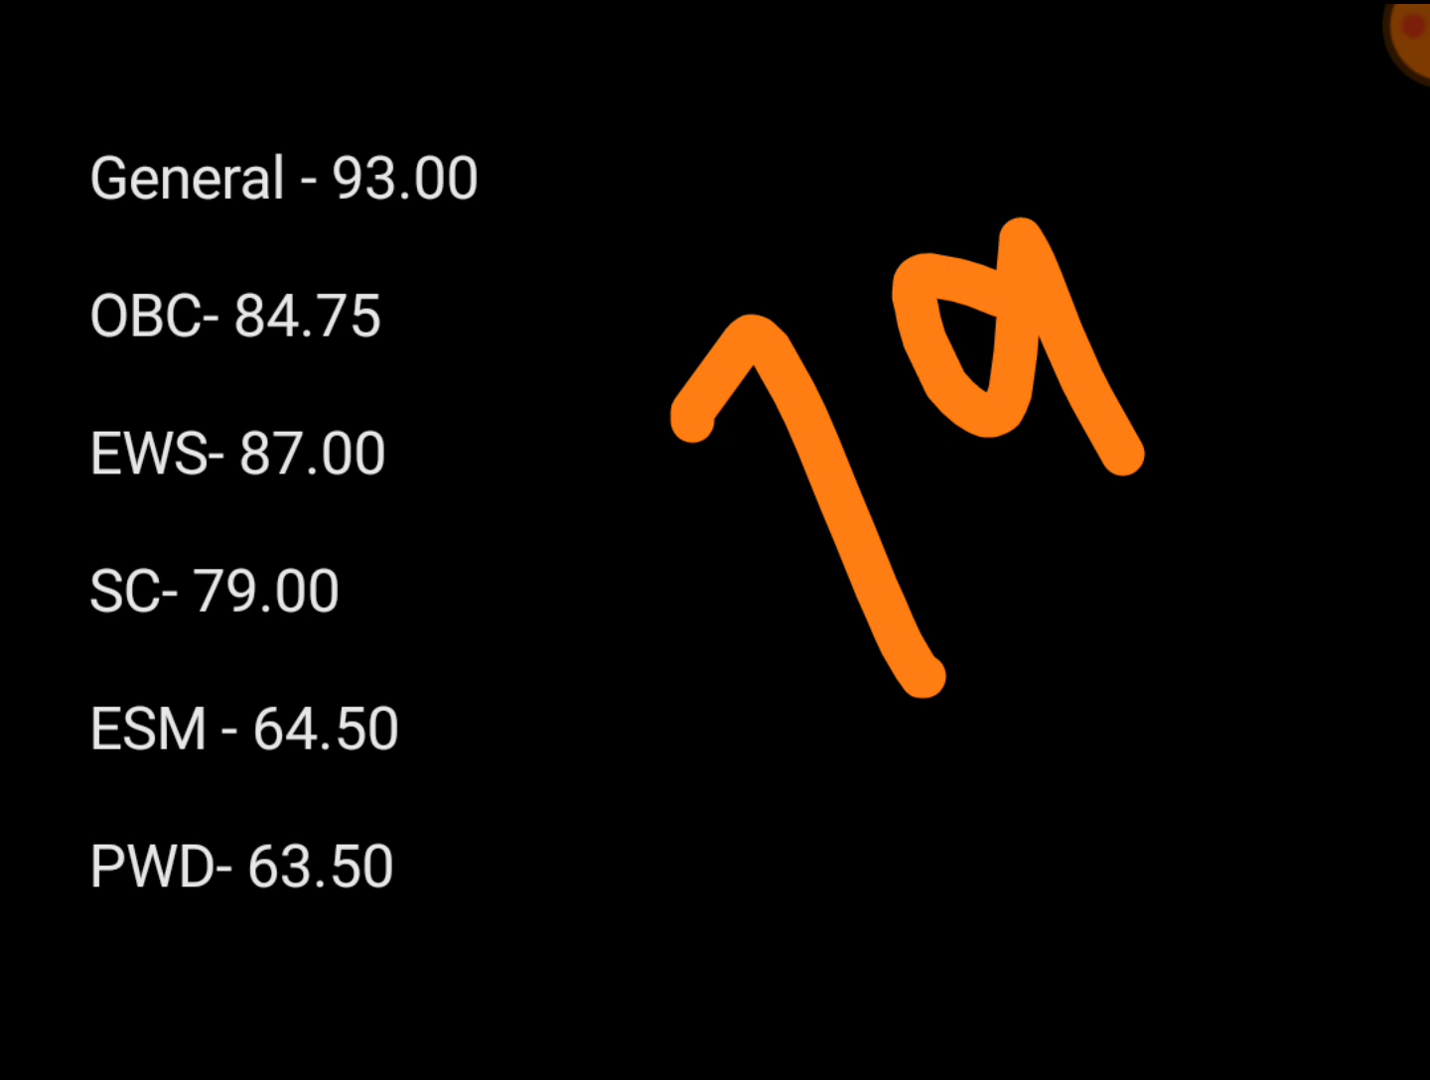 General - 93.00
OBC- 84.75
EWS- 87.00
SC- 79.00
ESM - 64.50
PWD- 63.50
79